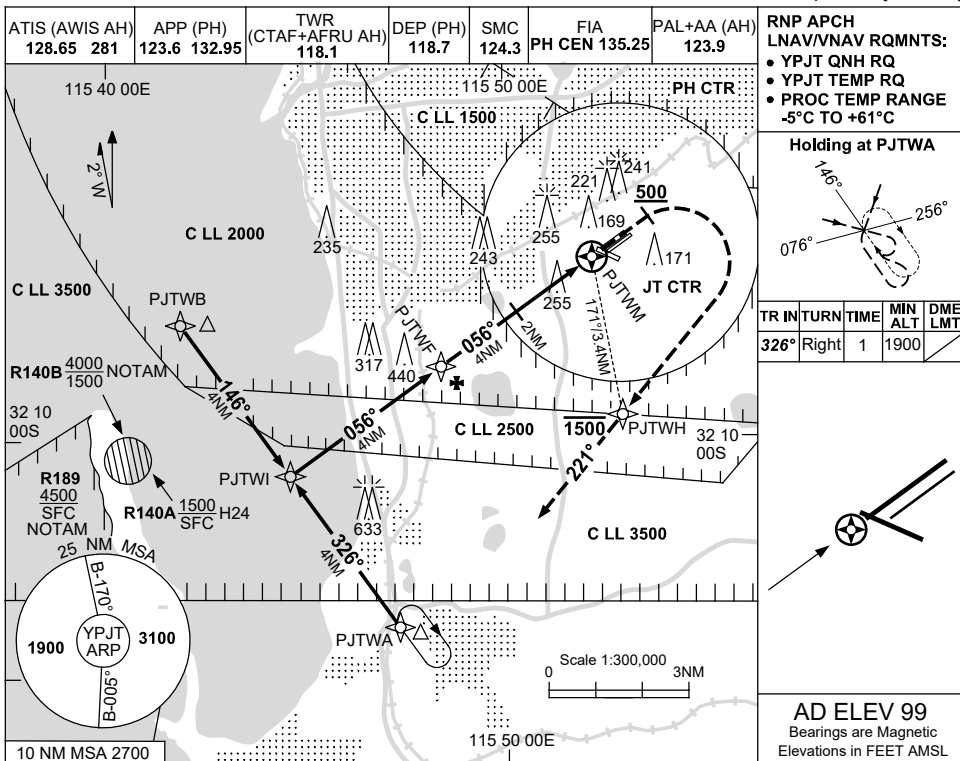 ATIS (AWIS AH)
128.65 281
APP (PH)
123.6 132.95
TWR
(CTAF+AFRU AH)
118.1
DEP (PH)
118.7
SMC
124.3
FIA
PH CEN 135.25
PAL+AA (AH)
123.9
RNP APCH
LNAV/VNAV RQMNTS:
• YPJT QNH RQ
• YPJT TEMP RQ
• PROC TEMP RANGE
-5°C TO +61°C
Holding at PJTWA
146°
256°
076°
TR IN TURN TIME MIN ALT DME LMT
326° Right 1 1900
115 40 00E
115 50 00E
PH CTR
C LL 1500
2° W
221
241
500
C LL 2000
235
255
169
243
171
C LL 3500
PJTWM
JT CTR
PJTWB
255
PJTWF
2NM
171°/3.4NM
056°
4NM
317
440
R140B 4000
1500
NOTAM
146°
4NM
056°
4NM
C LL 2500
1500
PJTWH
32 10
00S
32 10
00S
221°
PJTWI
R189
4500
SFC
NOTAM
R140A 1500
SFC
H24
633
C LL 3500
326°
4NM
25 NM MSA
B-170°
1900
YPJT
ARP
3100
B-005°
PJTWA
Scale 1:300,000
0
3NM
10 NM MSA 2700
115 50 00E
AD ELEV 99
Bearings are Magnetic
Elevations in FEET AMSL